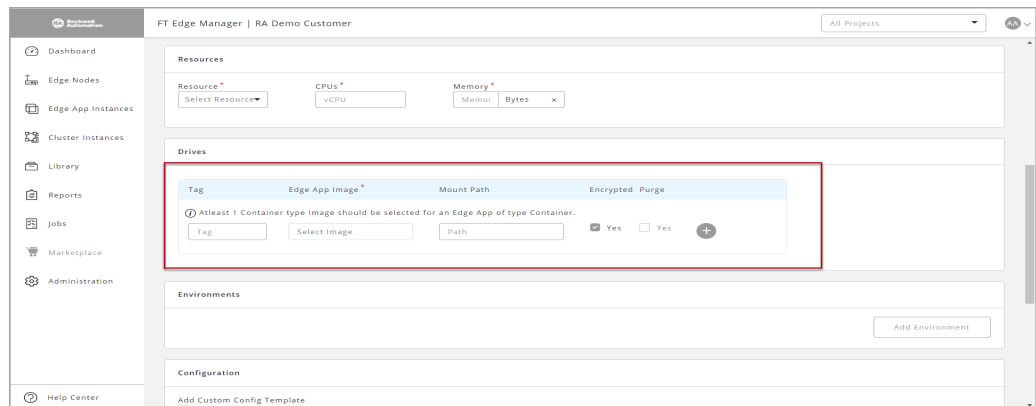 Rockwell Automation
FT Edge Manager | RA Demo Customer
All Projects
AA
Dashboard
Edge Nodes
Edge App Instances
Cluster Instances
Library
Reports
Jobs
Marketplace
Administration
Help Center
Resources
Resource * CPUs * Memory *
Select Resource vCPU Memoi Bytes x
Drives
Tag Edge App Image * Mount Path Encrypted Purge
Atleast 1 Container type Image should be selected for an Edge App of type Container.
Tag Select Image Path Yes Yes
Environments
Add Environment
Configuration
Add Custom Config Template